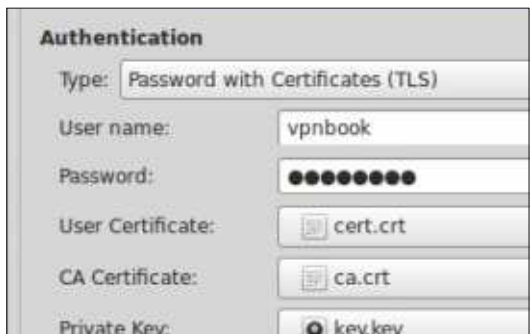 Authentication
Type: Password with Certificates (TLS)
User name: vpnbook
Password: ●●●●●●●●
User Certificate: cert.crt
CA Certificate: ca.crt
Private Key: key.key